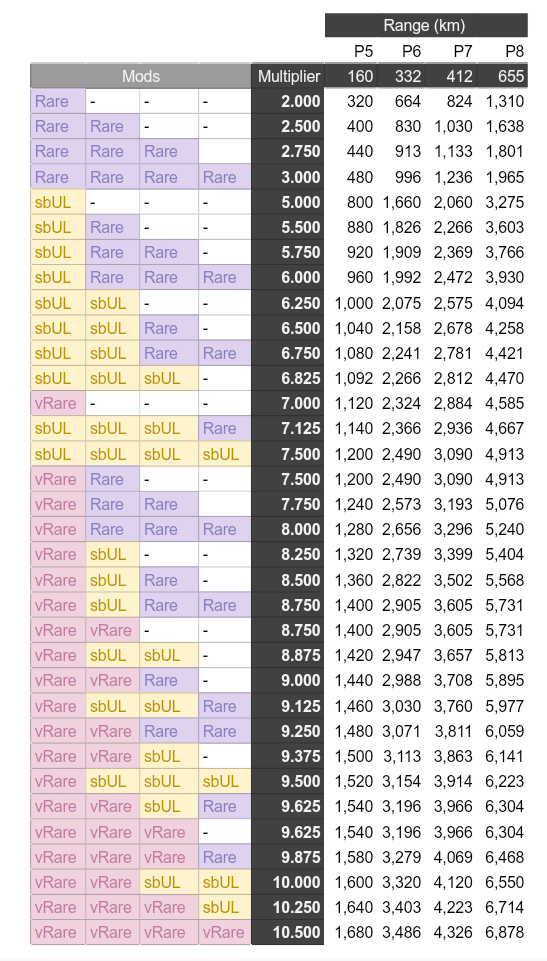 Range (km)
P5 P6 P7 P8
Mods Multiplier 160 332 412 655
Rare - - - 2.000 320 664 824 1,310
Rare Rare - - 2.500 400 830 1,030 1,638
Rare Rare Rare 2.750 440 913 1,133 1,801
Rare Rare Rare Rare 3.000 480 996 1,236 1,965
sbUL - - - 5.000 800 1,660 2,060 3,275
sbUL Rare - - 5.500 880 1,826 2,266 3,603
sbUL Rare Rare - 5.750 920 1,909 2,369 3,766
sbUL Rare Rare Rare 6.000 960 1,992 2,472 3,930
sbUL sbUL - - 6.250 1,000 2,075 2,575 4,094
sbUL sbUL Rare - 6.500 1,040 2,158 2,678 4,258
sbUL sbUL Rare Rare 6.750 1,080 2,241 2,781 4,421
sbUL sbUL sbUL - 6.825 1,092 2,266 2,812 4,470
vRare - - - 7.000 1,120 2,324 2,884 4,585
sbUL sbUL sbUL Rare 7.125 1,140 2,366 2,936 4,667
sbUL sbUL sbUL sbUL 7.500 1,200 2,490 3,090 4,913
vRare Rare - - 7.500 1,200 2,490 3,090 4,913
vRare Rare Rare - 7.750 1,240 2,573 3,193 5,076
vRare Rare Rare Rare 8.000 1,280 2,656 3,296 5,240
vRare sbUL - - 8.250 1,320 2,739 3,399 5,404
vRare sbUL Rare - 8.500 1,360 2,822 3,502 5,568
vRare sbUL Rare Rare 8.750 1,400 2,905 3,605 5,731
vRare vRare - - 8.750 1,400 2,905 3,605 5,731
vRare sbUL sbUL - 8.875 1,420 2,947 3,657 5,813
vRare vRare Rare - 9.000 1,440 2,988 3,708 5,895
vRare sbUL sbUL Rare 9.125 1,460 3,030 3,760 5,977
vRare vRare Rare Rare 9.250 1,480 3,071 3,811 6,059
vRare vRare sbUL - 9.375 1,500 3,113 3,863 6,141
vRare sbUL sbUL sbUL 9.500 1,520 3,154 3,914 6,223
vRare vRare sbUL Rare 9.625 1,540 3,196 3,966 6,304
vRare vRare vRare - 9.625 1,540 3,196 3,966 6,304
vRare vRare vRare Rare 9.875 1,580 3,279 4,069 6,468
vRare vRare sbUL sbUL 10.000 1,600 3,320 4,120 6,550
vRare vRare vRare sbUL 10.250 1,640 3,403 4,223 6,714
vRare vRare vRare vRare 10.500 1,680 3,486 4,326 6,878